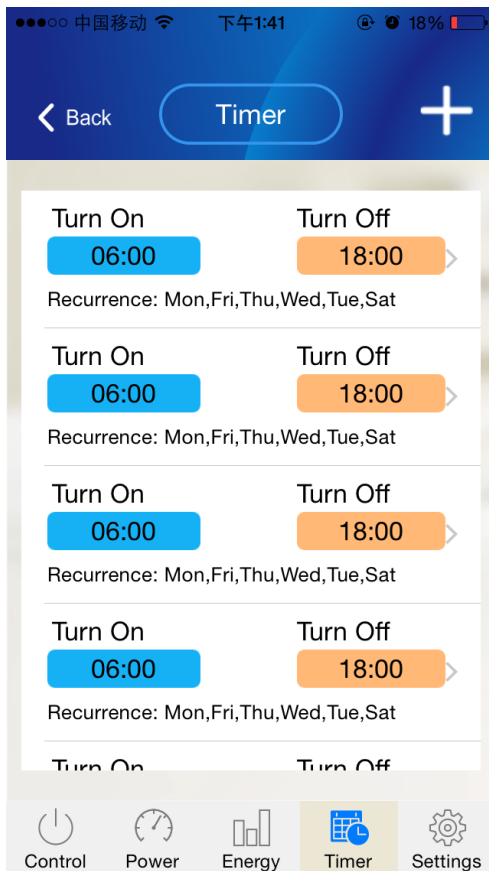 中国移动 下午1:41 18%
Back Timer
Turn On Turn Off
06:00 18:00
Recurrence: Mon,Fri,Thu,Wed,Tue,Sat
Turn On Turn Off
06:00 18:00
Recurrence: Mon,Fri,Thu,Wed,Tue,Sat
Turn On Turn Off
06:00 18:00
Recurrence: Mon,Fri,Thu,Wed,Tue,Sat
Turn On Turn Off
06:00 18:00
Recurrence: Mon,Fri,Thu,Wed,Tue,Sat
Turn On Turn Off
Control Power Energy Timer Settings